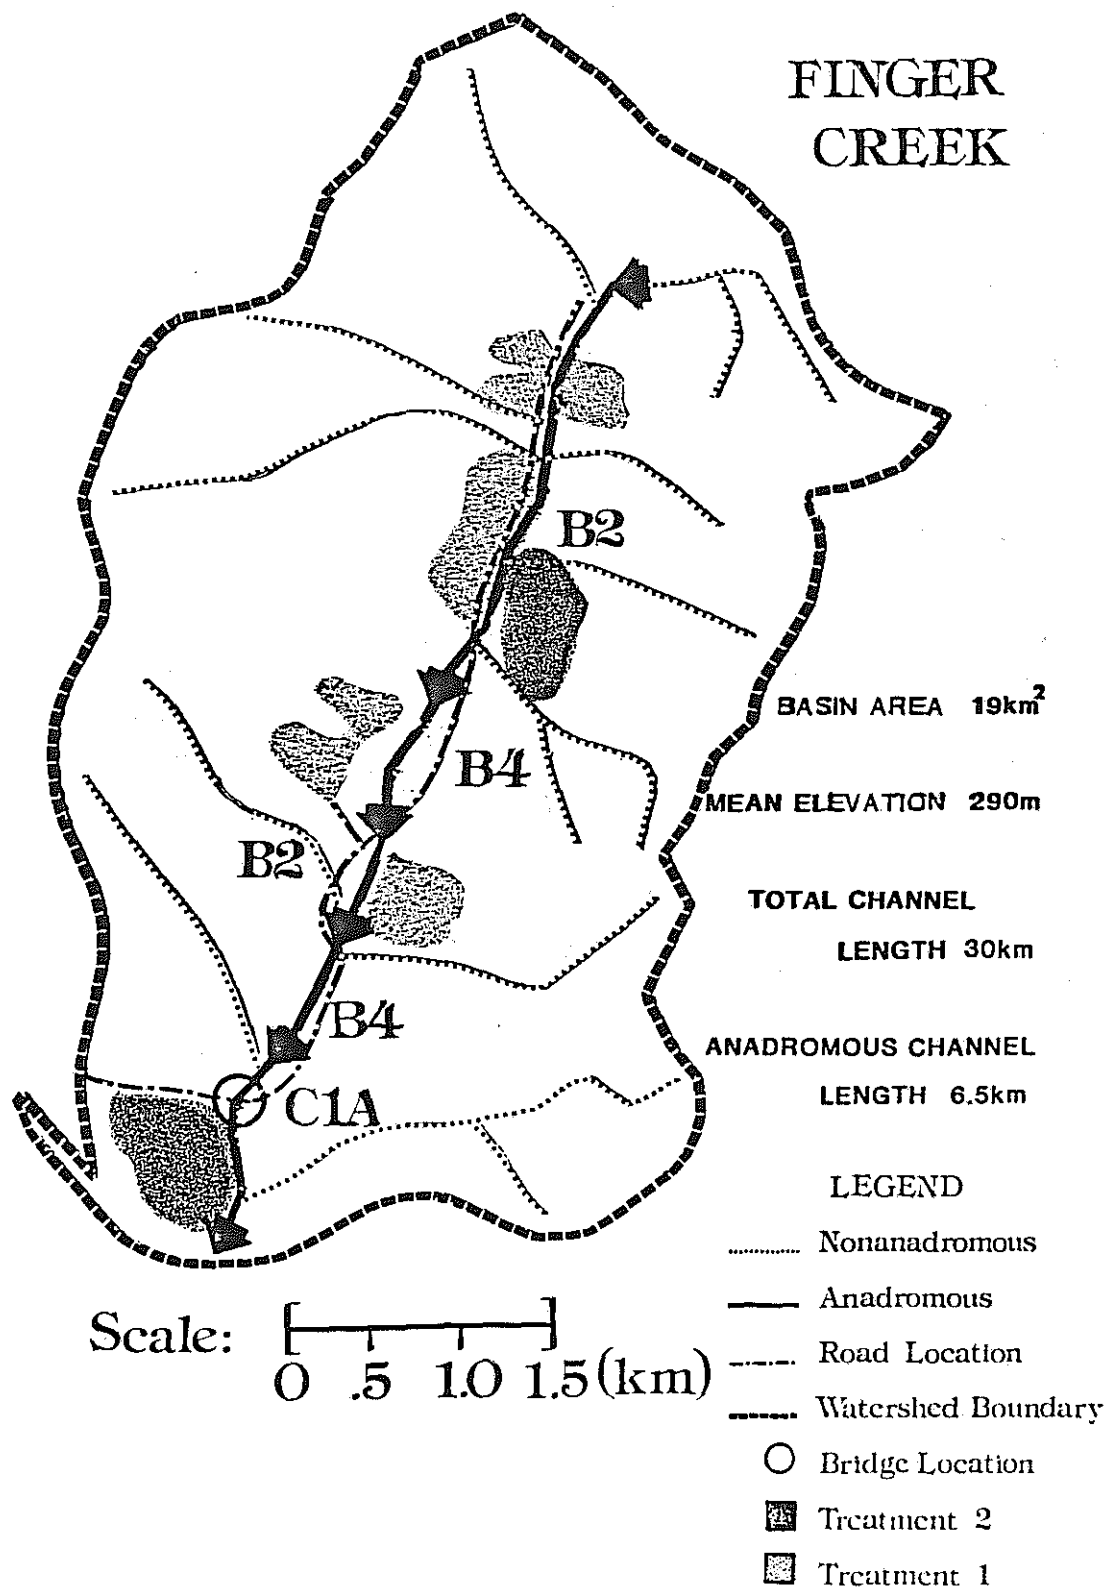 FINGER
CREEK
B2
BASIN AREA 19km²
B4
MEAN ELEVATION 290m
B2
TOTAL CHANNEL
LENGTH 30km
B4
ANADROMOUS CHANNEL
LENGTH 6.5km
C1A
LEGEND
Nonanadromous
Anadromous
Scale:
0 .5 1.0 1.5 (km)
Road Location
Watershed Boundary
Bridge Location
Treatment 2
Treatment 1